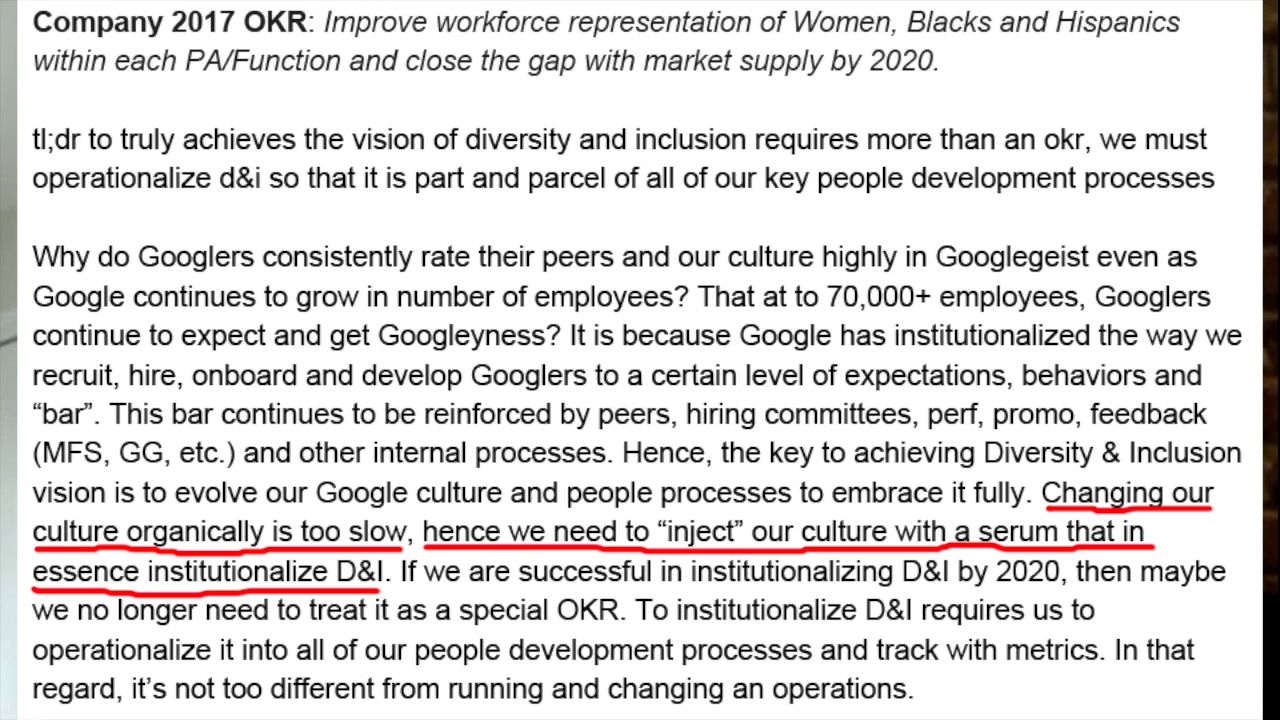 Company 2017 OKR: Improve workforce representation of Women, Blacks and Hispanics
within each PA/Function and close the gap with market supply by 2020.
tl;dr to truly achieves the vision of diversity and inclusion requires more than an okr, we must
operationalize d&i so that it is part and parcel of all of our key people development processes
Why do Googlers consistently rate their peers and our culture highly in Googlegeist even as
Google continues to grow in number of employees? That at to 70,000+ employees, Googlers
continue to expect and get Googleyness? It is because Google has institutionalized the way we
recruit, hire, onboard and develop Googlers to a certain level of expectations, behaviors and
“bar”. This bar continues to be reinforced by peers, hiring committees, perf, promo, feedback
(MFS, GG, etc.) and other internal processes. Hence, the key to achieving Diversity & Inclusion
vision is to evolve our Google culture and people processes to embrace it fully. Changing our
culture organically is too slow, hence we need to “inject” our culture with a serum that in
essence institutionalize D&I. If we are successful in institutionalizing D&I by 2020, then maybe
we no longer need to treat it as a special OKR. To institutionalize D&I requires us to
operationalize it into all of our people development processes and track with metrics. In that
regard, it’s not too different from running and changing an operations.